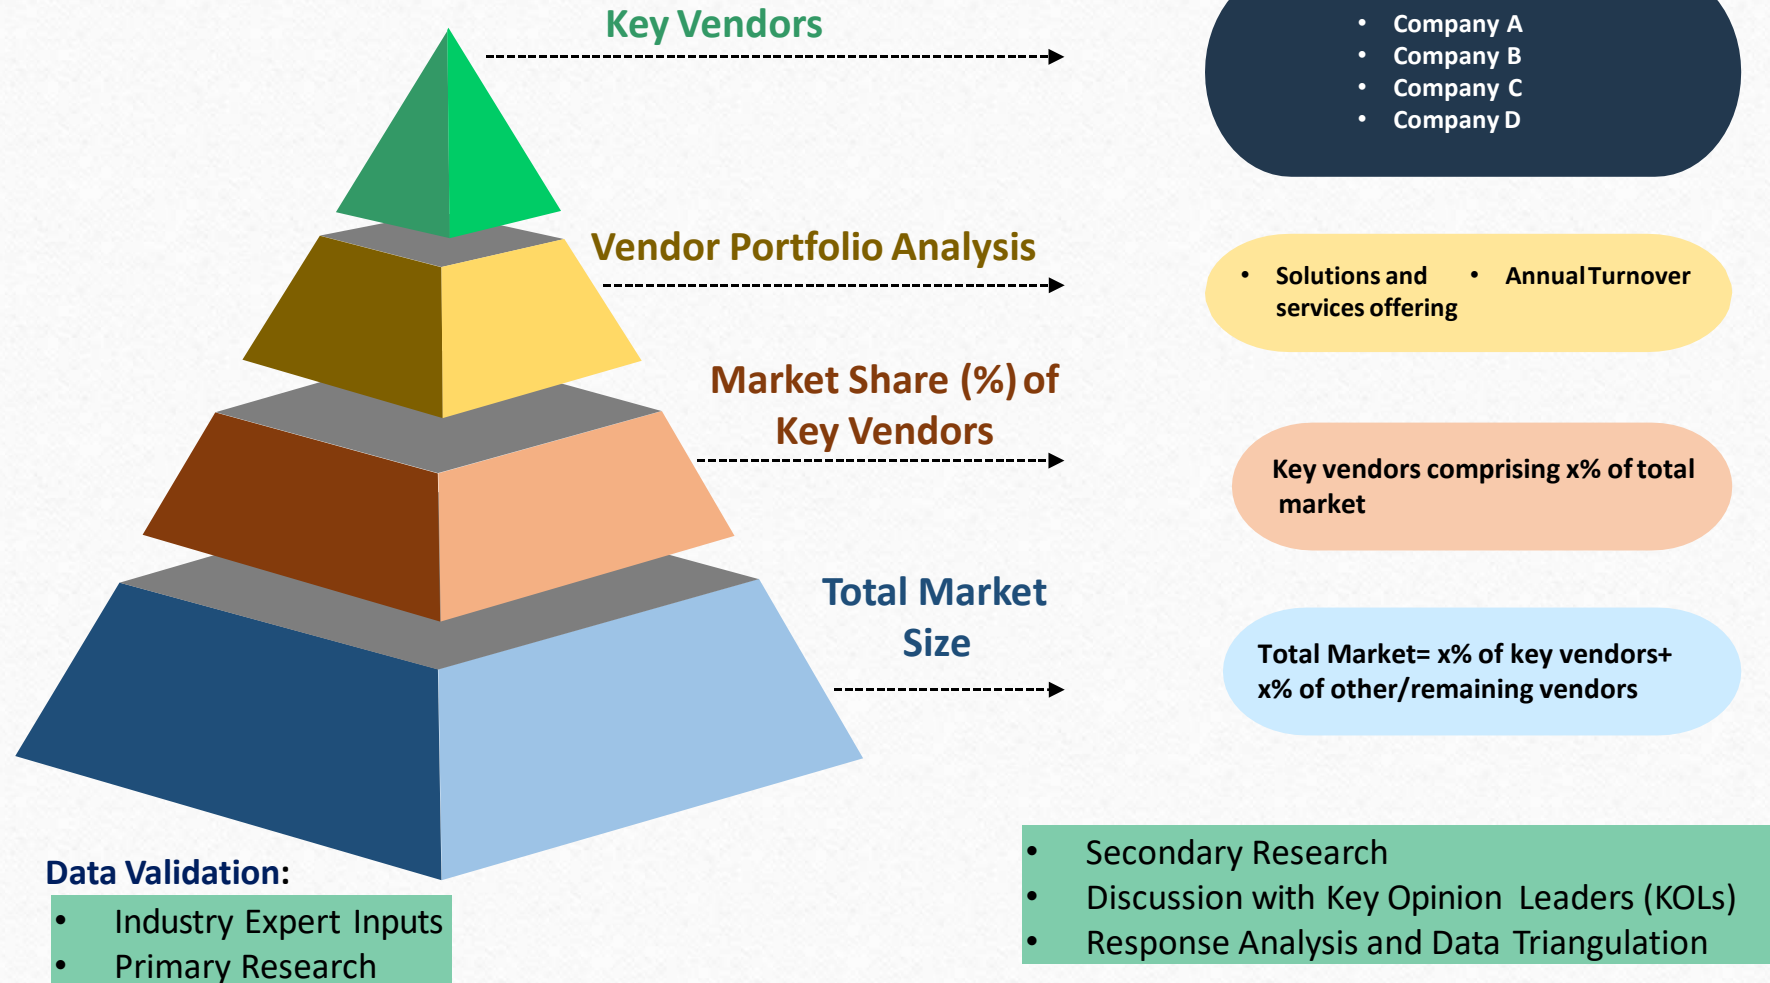 Key Vendors
• Company A
• Company B
• Company C
• Company D
Vendor Portfolio Analysis
• Solutions and
services offering
• Annual Turnover
Market Share (%) of
Key Vendors
Key vendors comprising x% of total
market
Total Market
Size
Total Market= x% of key vendors+
x% of other/remaining vendors
Data Validation:
• Industry Expert Inputs
• Primary Research
• Secondary Research
• Discussion with Key Opinion Leaders (KOLs)
• Response Analysis and Data Triangulation